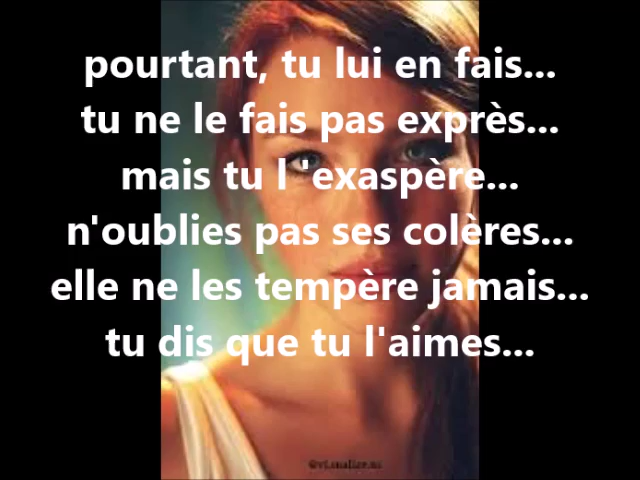 pourtant, tu lui en fais...
tu ne le fais pas exprès...
mais tu l 'exaspère...
n'oublies pas ses colères...
elle ne les tempère jamais...
tu dis que tu l'aimes...